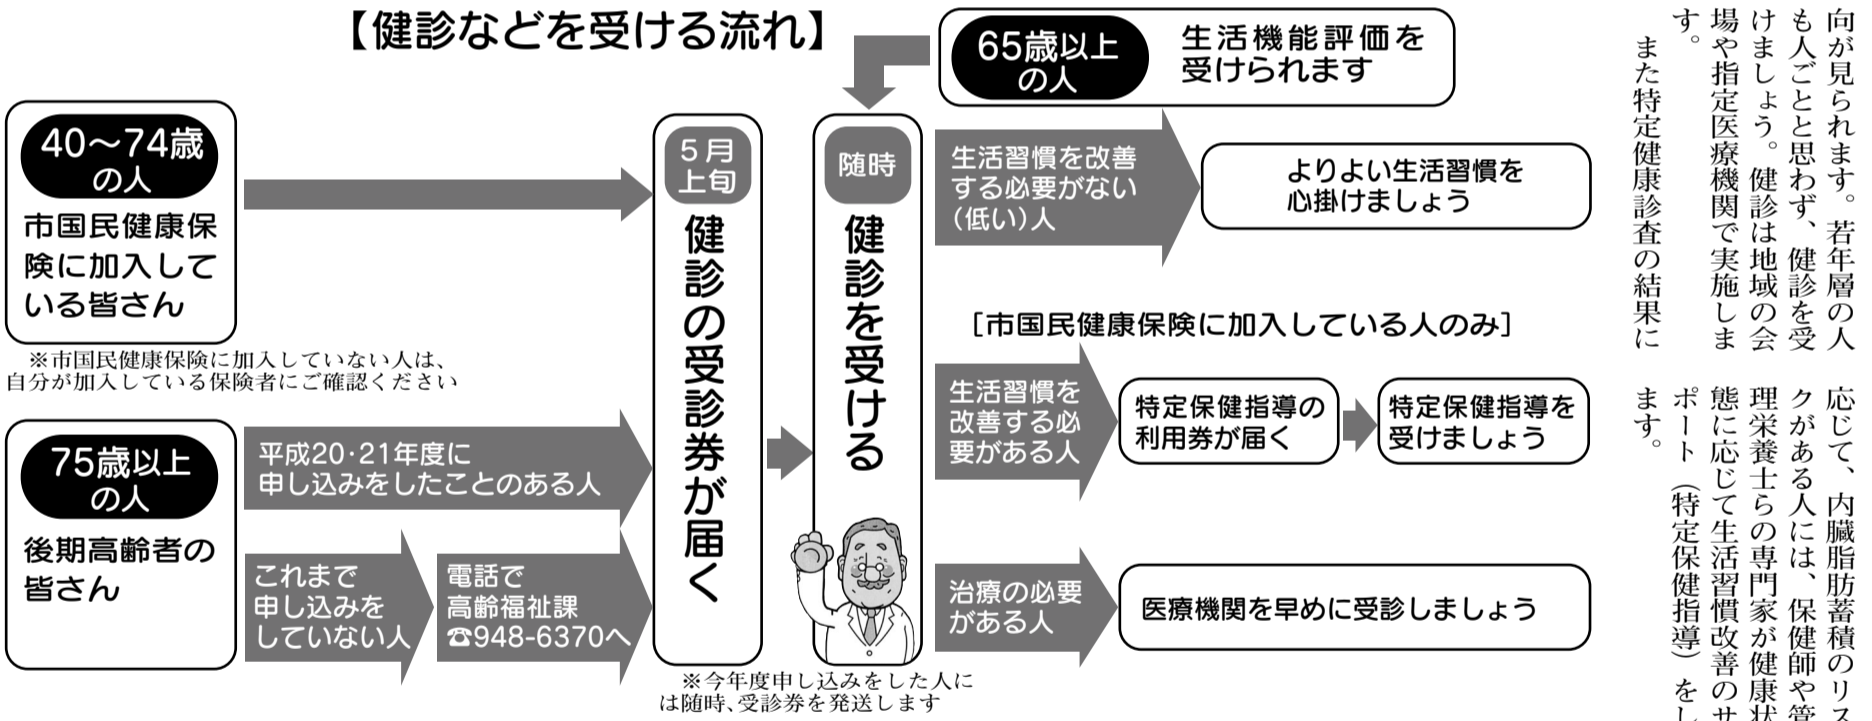 【健診などを受ける流れ】
65歳以上
の人
生活機能評価を
受けられます
40～74歳
の人
市国民健康保
険に加入して
いる皆さん
※市国民健康保険に加入していない人は、
自分が加入している保険者にご確認ください
75歳以上
の人
後期高齢者の
皆さん
平成20･21年度に
申し込みをしたことのある人
これまで
申し込みを
していない人
電話で
高齢福祉課
☎948-6370へ
5月
上旬
健診の受診券が届く
随時
健診を受ける
※今年度申し込みをした人に
は随時、受診券を発送します
生活習慣を改善
する必要がない
（低い）人
よりよい生活習慣を
心掛けましょう
［市国民健康保険に加入している人のみ］
生活習慣を
改善する必
要がある人
特定保健指導の
利用券が届く
特定保健指導を
受けましょう
治療の必要
がある人
医療機関を早めに受診しましょう
向が見られます。若年層の人
も人ごとと思わず、健診を受
けましょう。健診は地域の会
場や指定医療機関で実施しま
す。
また特定健康診査の結果に
応じて、内臓脂肪蓄積のリス
クがある人には、保健師や管
理栄養士らの専門家が健康状
態に応じて生活習慣改善のサ
ポート（特定保健指導）をし
ます。